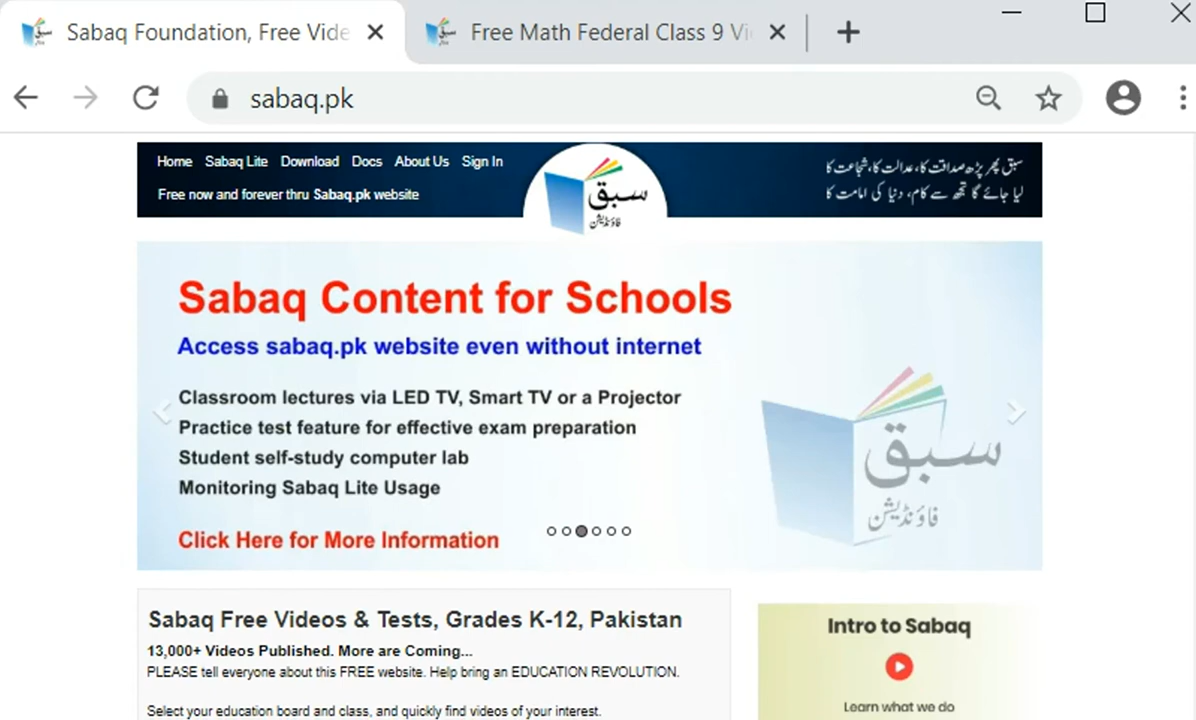 Sabaq Foundation, Free Vide
Free Math Federal Class 9 Vi
sabaq.pk
Home Sabaq Lite Download Docs About Us Sign In
Free now and forever thru Sabaq.pk website
سبق
فاؤنڈیشن
سبق پھر پڑھ صداقت کا، عدالت کا، شجاعت کا
لیا جائے گا تجھ سے کام، دنیا کی امامت کا
Sabaq Content for Schools
Access sabaq.pk website even without internet
Classroom lectures via LED TV, Smart TV or a Projector
Practice test feature for effective exam preparation
Student self-study computer lab
Monitoring Sabaq Lite Usage
Click Here for More Information
سبق
فاؤنڈیشن
Sabaq Free Videos & Tests, Grades K-12, Pakistan
13,000+ Videos Published. More are Coming...
PLEASE tell everyone about this FREE website. Help bring an EDUCATION REVOLUTION.
Select your education board and class, and quickly find videos of your interest.
Intro to Sabaq
Learn what we do